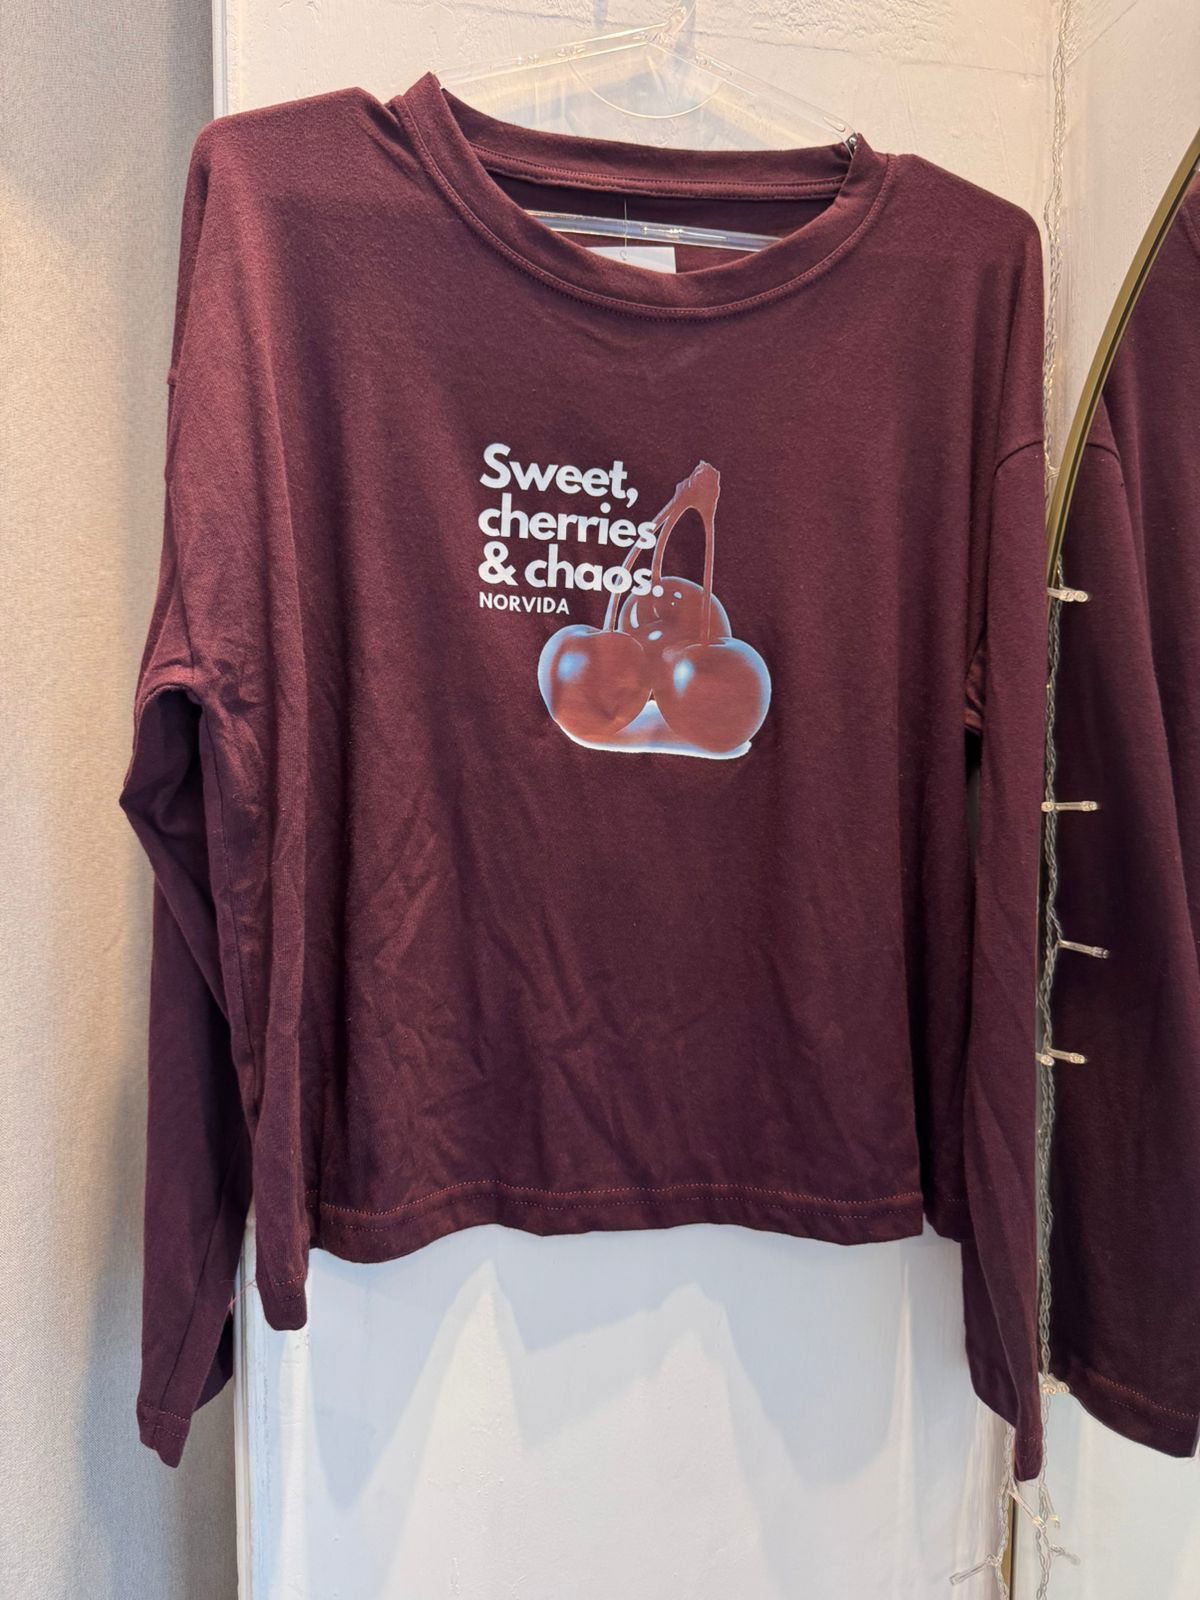 Sweet,
cherries
& chaos.
NORVIDA